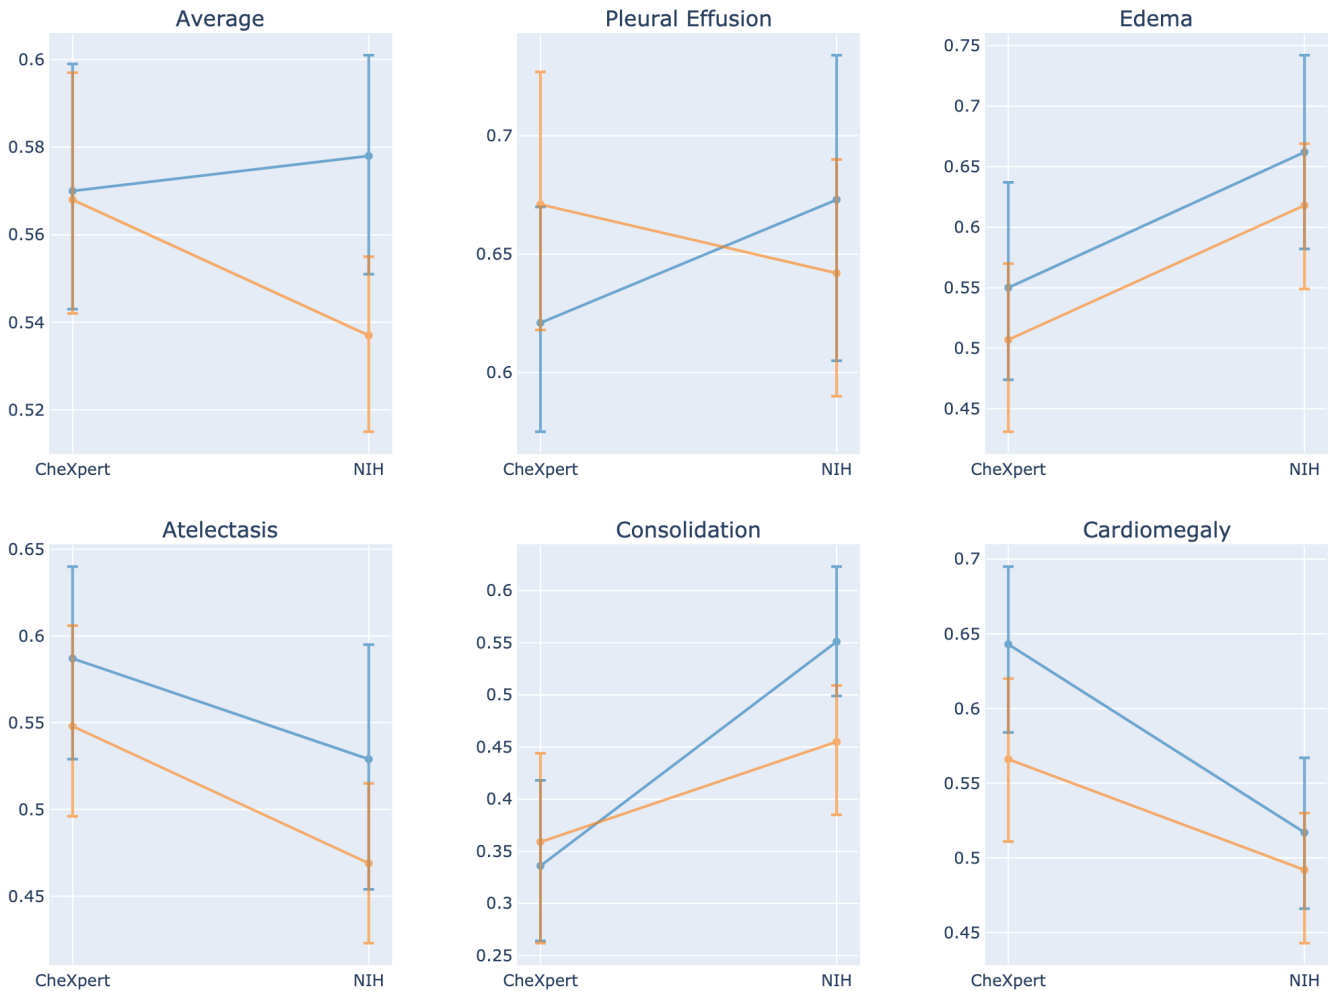 Average
Pleural Effusion
Edema
0.6
0.58
0.56
0.54
0.52
CheXpert
NIH
0.7
0.65
0.6
CheXpert
NIH
0.75
0.7
0.65
0.6
0.55
0.5
0.45
CheXpert
NIH
Atelectasis
Consolidation
Cardiomegaly
0.65
0.6
0.55
0.5
0.45
CheXpert
NIH
0.6
0.55
0.5
0.45
0.4
0.35
0.3
0.25
CheXpert
NIH
0.7
0.65
0.6
0.55
0.5
0.45
CheXpert
NIH